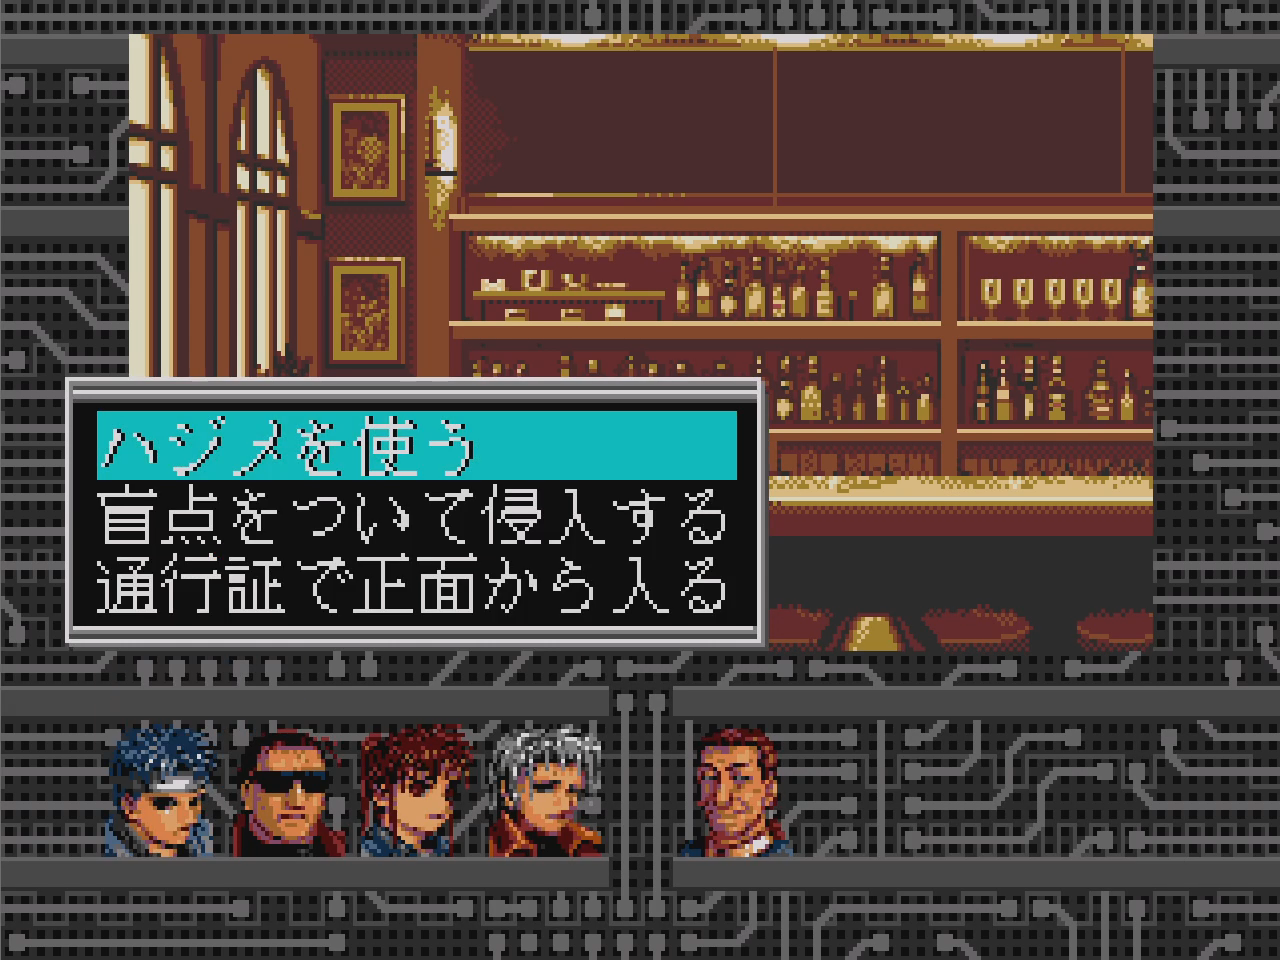 ハジメを使う
盲点をついて侵入する
通行証で正面から入る